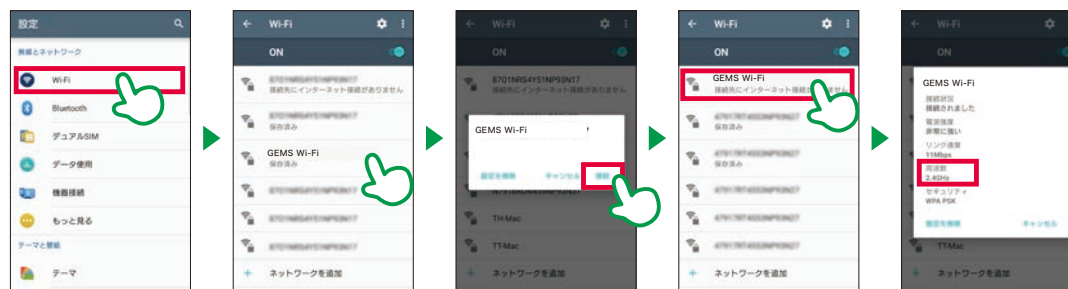 設定
無線とネットワーク
Wi-Fi
Bluetooth
デュアルSIM
データ使用
機器接続
もっと見る
テーマと壁紙
テーマ
Wi-Fi
ON
接続先にインターネット接続がありません
保存済み
GEMS Wi-Fi
保存済み
ネットワークを追加
Wi-Fi
ON
8701NRS4Y51NP93N17
接続先にインターネット接続がありません
GEMS Wi-Fi
設定を削除
キャンセル
接続
TH-Mac
TT-Mac
ネットワークを追加
Wi-Fi
ON
GEMS Wi-Fi
接続先にインターネット接続がありません
保存済み
保存済み
ネットワークを追加
Wi-Fi
ON
GEMS Wi-Fi
接続状況
接続されました
電波強度
非常に強い
リンク速度
11Mbps
周波数
2.4GHz
セキュリティ
WPA PSK
設定を削除
キャンセル
TT-Mac
ネットワークを追加